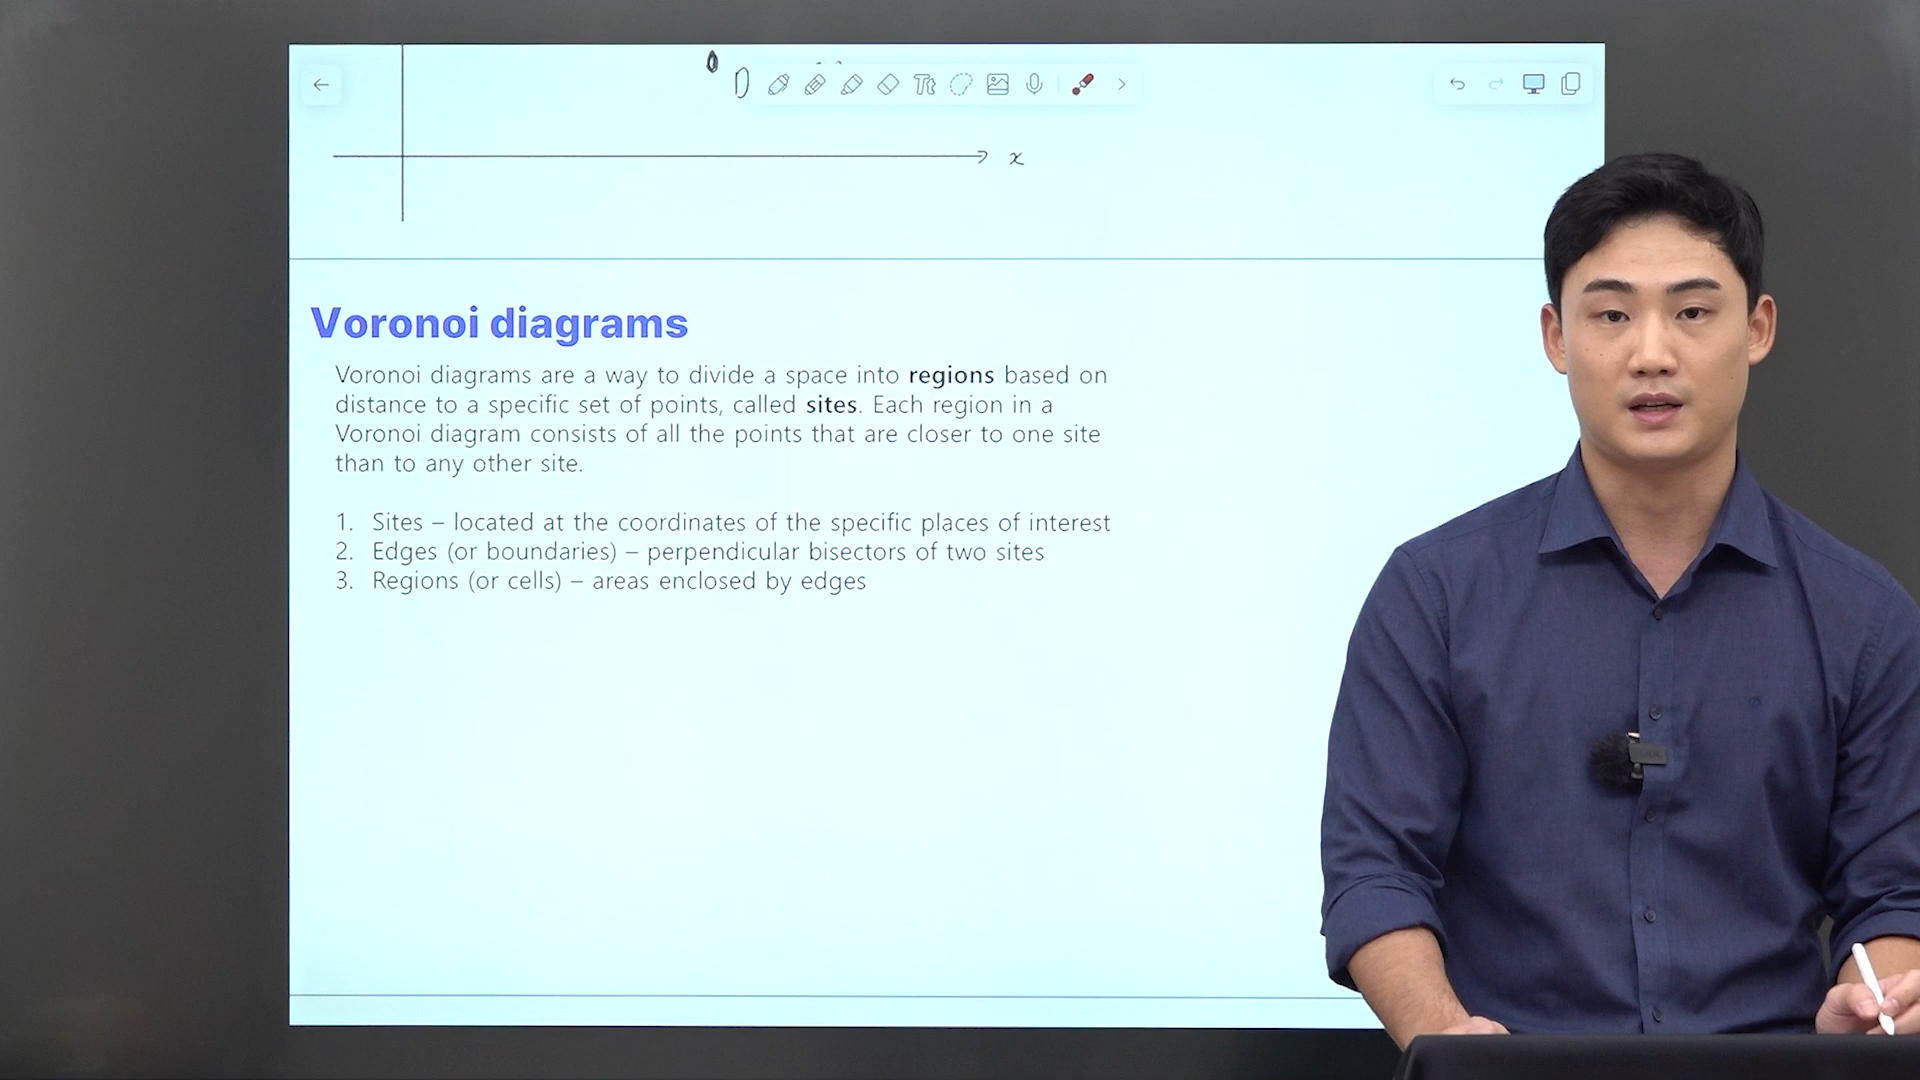 Tt
x
Voronoi diagrams
Voronoi diagrams are a way to divide a space into regions based on
distance to a specific set of points, called sites. Each region in a
Voronoi diagram consists of all the points that are closer to one site
than to any other site.
1. Sites – located at the coordinates of the specific places of interest
2. Edges (or boundaries) – perpendicular bisectors of two sites
3. Regions (or cells) – areas enclosed by edges